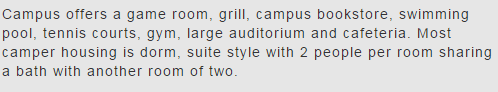 Campus offers a game room, grill, campus bookstore, swimming
pool, tennis courts, gym, large auditorium and cafeteria. Most
camper housing is dorm, suite style with 2 people per room sharing
a bath with another room of two.